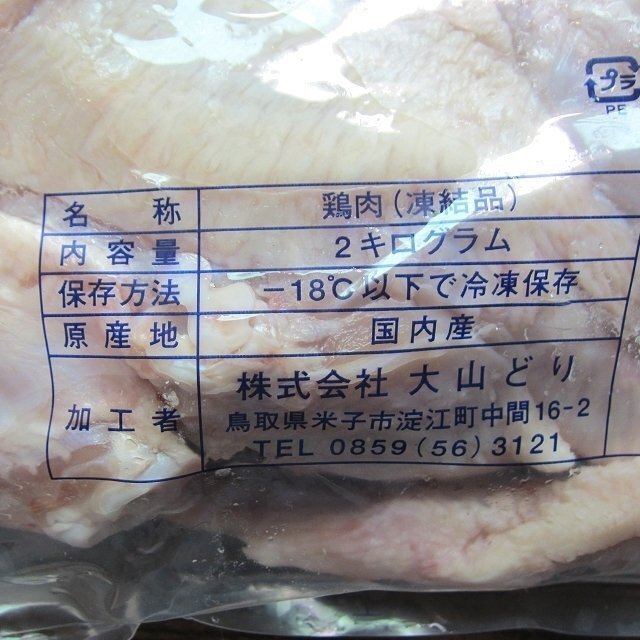 プラ
PE
名称 鶏肉(凍結品)
内容量 2キログラム
保存方法 -18℃以下で冷凍保存
原産地 国内産
加工者 株式会社 大山どり
鳥取県米子市淀江町中間16-2
TEL 0859(56)3121